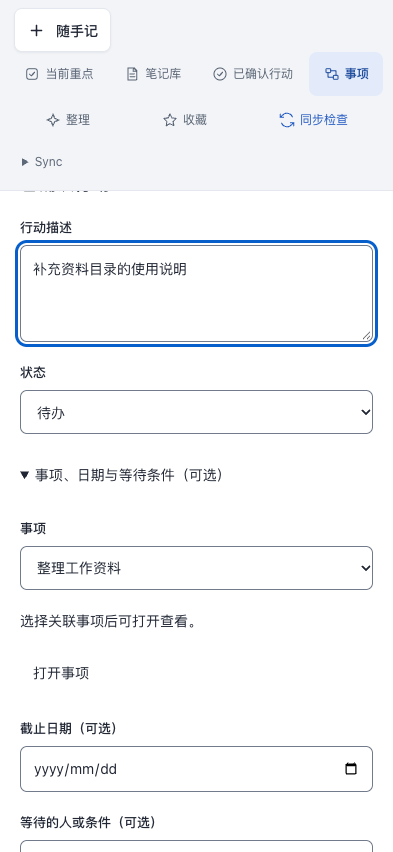 随手记
当前重点 笔记库 已确认行动 事项
整理 收藏 同步检查
Sync
行动描述
补充资料目录的使用说明
状态
待办
事项、日期与等待条件（可选）
事项
整理工作资料
选择关联事项后可打开查看。
打开事项
截止日期（可选）
yyyy/mm/dd
等待的人或条件（可选）